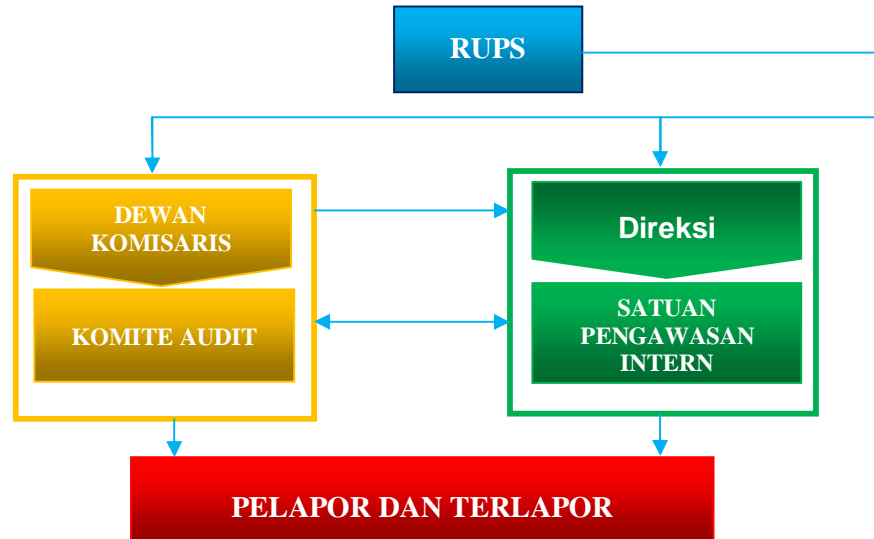 RUPS
DEWAN
KOMISARIS
Direksi
KOMITE AUDIT
SATUAN
PENGAWASAN
INTERN
PELAPOR DAN TERLAPOR